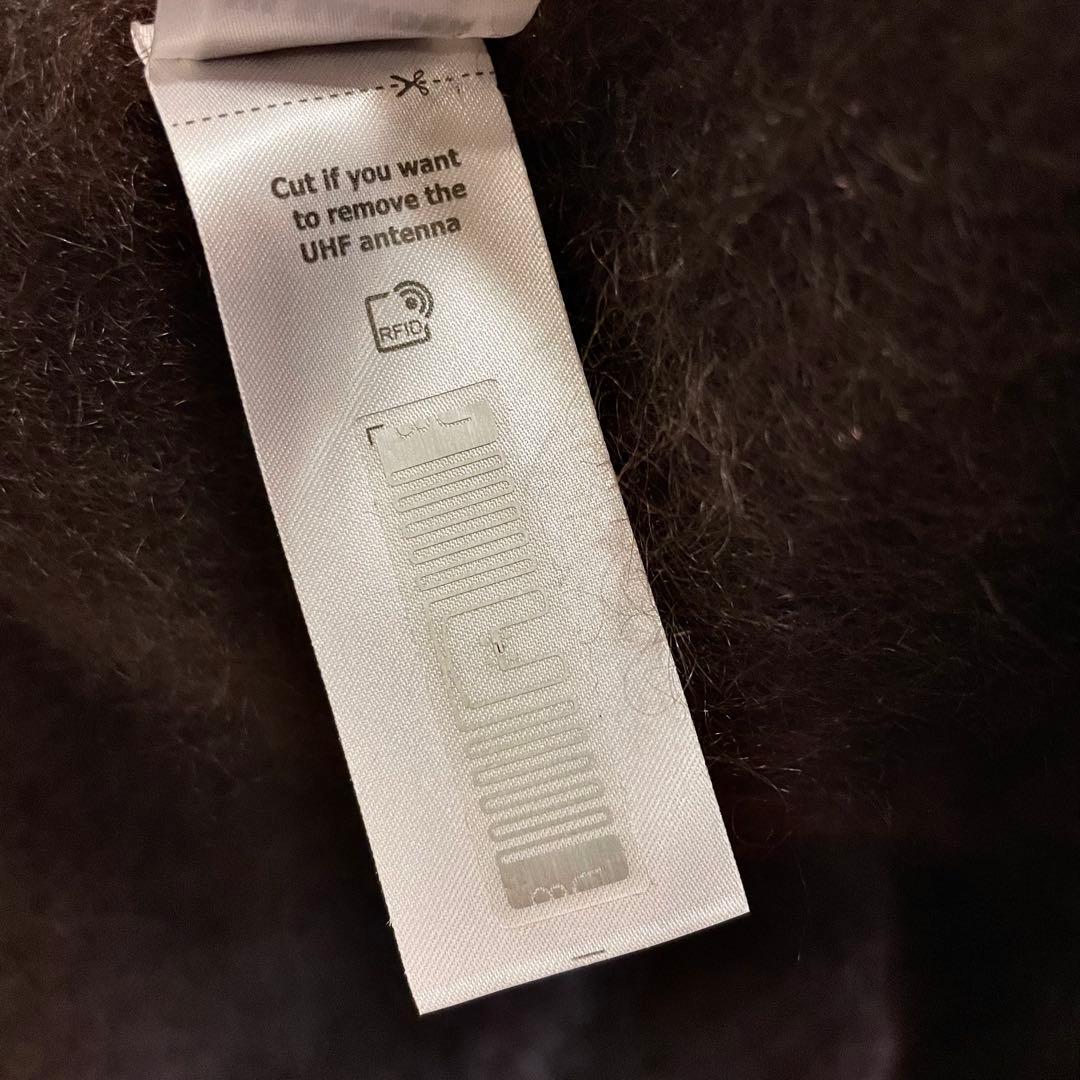 Cut if you want
to remove the
UHF antenna
RFID